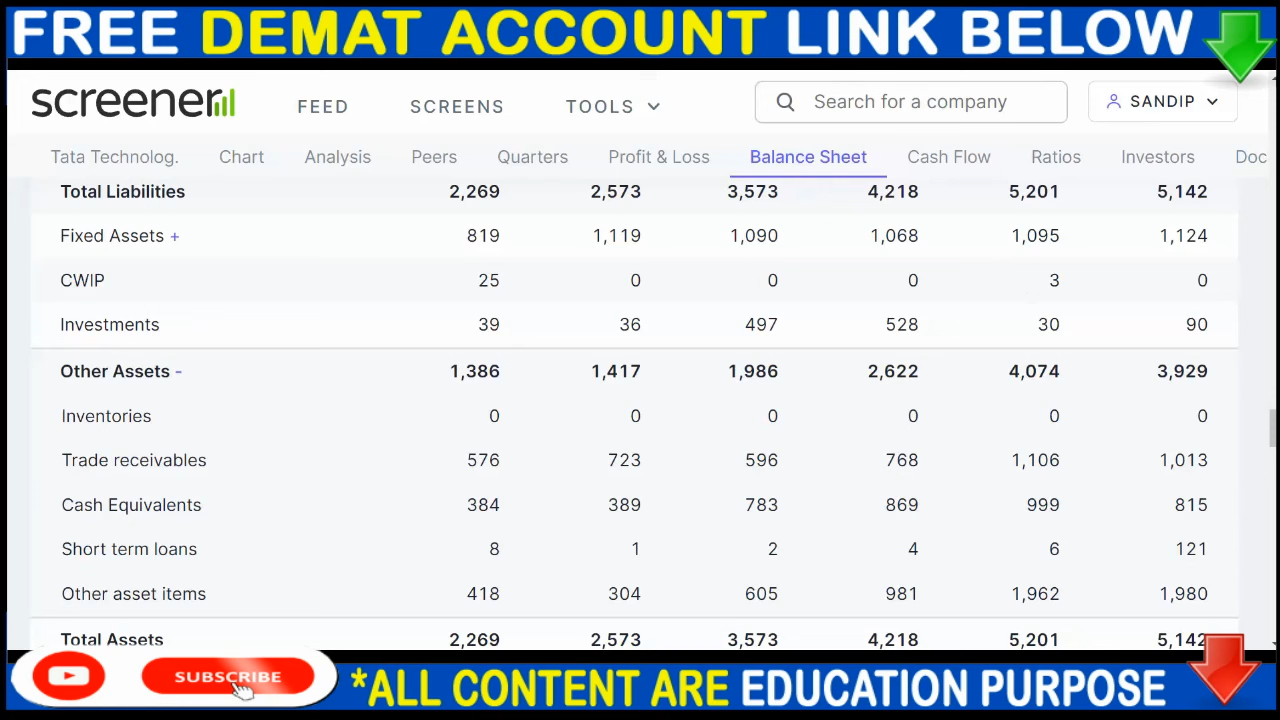 FREE DEMAT ACCOUNT LINK BELOW
screener FEED SCREENS TOOLS Search for a company SANDIP
Tata Technolog. Chart Analysis Peers Quarters Profit & Loss Balance Sheet Cash Flow Ratios Investors Doc
Total Liabilities 2,269 2,573 3,573 4,218 5,201 5,142
Fixed Assets + 819 1,119 1,090 1,068 1,095 1,124
CWIP 25 0 0 0 3 0
Investments 39 36 497 528 30 90
Other Assets - 1,386 1,417 1,986 2,622 4,074 3,929
Inventories 0 0 0 0 0 0
Trade receivables 576 723 596 768 1,106 1,013
Cash Equivalents 384 389 783 869 999 815
Short term loans 8 1 2 4 6 121
Other asset items 418 304 605 981 1,962 1,980
Total Assets 2,269 2,573 3,573 4,218 5,201 5,142
SUBSCRIBE
*ALL CONTENT ARE EDUCATION PURPOSE